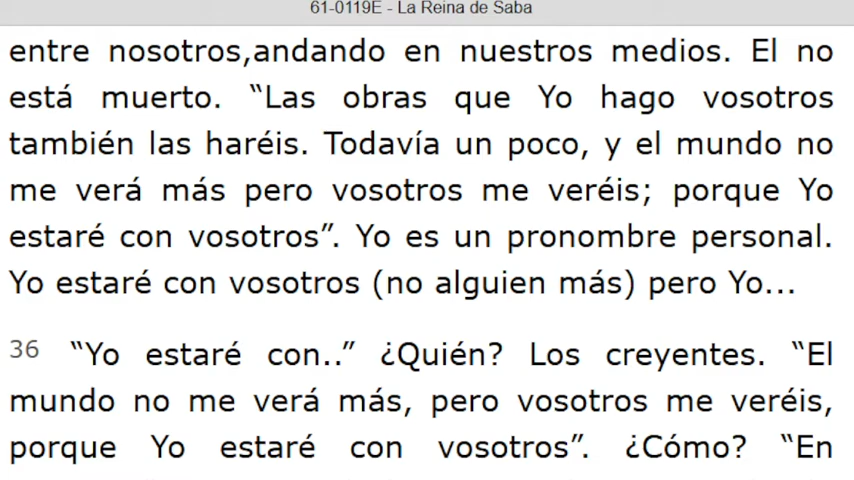 61-0119E - La Reina de Saba
entre nosotros,andando en nuestros medios. El no
está muerto. “Las obras que Yo hago vosotros
también las haréis. Todavía un poco, y el mundo no
me verá más pero vosotros me veréis; porque Yo
estaré con vosotros”. Yo es un pronombre personal.
Yo estaré con vosotros (no alguien más) pero Yo...
36 “Yo estaré con..” ¿Quién? Los creyentes. “El
mundo no me verá más, pero vosotros me veréis,
porque Yo estaré con vosotros”. ¿Cómo? “En